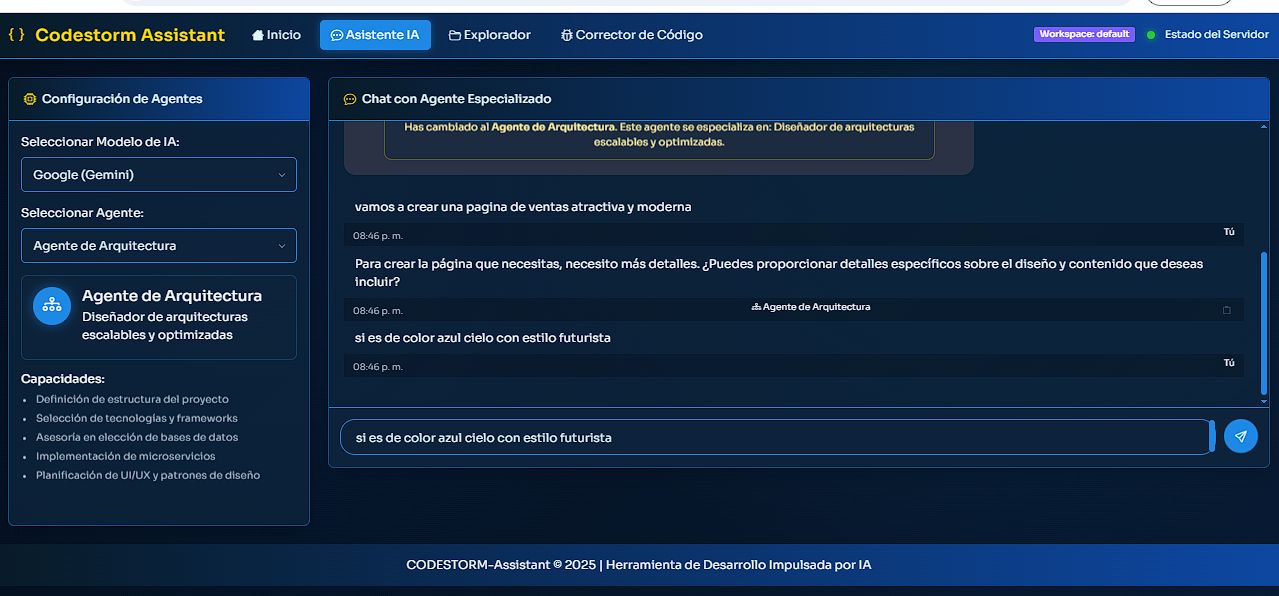 { } Codestorm Assistant Inicio Asistente IA Explorador Corrector de Código Workspace: default Estado del Servidor
Configuración de Agentes
Seleccionar Modelo de IA:
Google (Gemini)
Seleccionar Agente:
Agente de Arquitectura
Agente de Arquitectura
Diseñador de arquitecturas
escalables y optimizadas
Capacidades:
Definición de estructura del proyecto
Selección de tecnologías y frameworks
Asesoría en elección de bases de datos
Implementación de microservicios
Planificación de UI/UX y patrones de diseño
Chat con Agente Especializado
Has cambiado al Agente de Arquitectura. Este agente se especializa en: Diseñador de arquitecturas
escalables y optimizadas.
vamos a crear una pagina de ventas atractiva y moderna
08:46 p. m. Tú
Para crear la página que necesitas, necesito más detalles. ¿Puedes proporcionar detalles específicos sobre el diseño y contenido que deseas
incluir?
08:46 p. m. Agente de Arquitectura
si es de color azul cielo con estilo futurista
08:46 p. m. Tú
si es de color azul cielo con estilo futurista
CODESTORM-Assistant © 2025 | Herramienta de Desarrollo Impulsada por IA